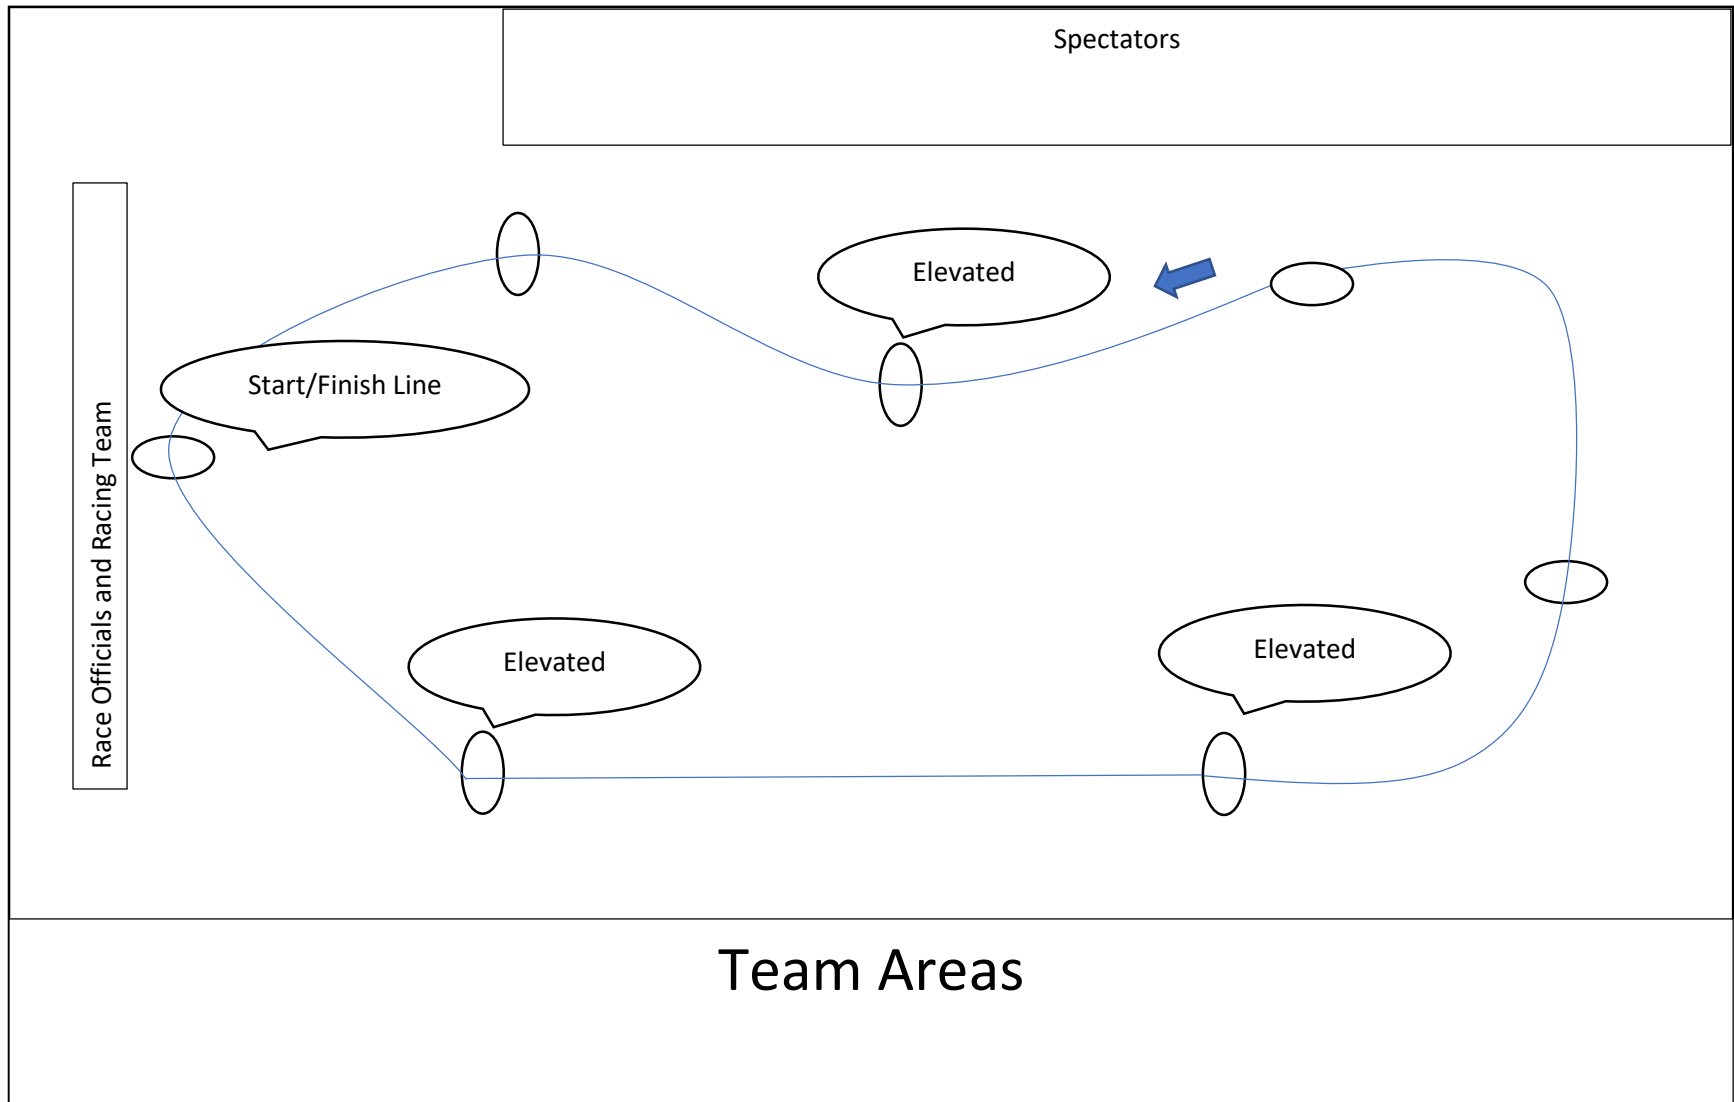 Spectators
Elevated
Start/Finish Line
Race Officials and Racing Team
Elevated
Elevated
Team Areas